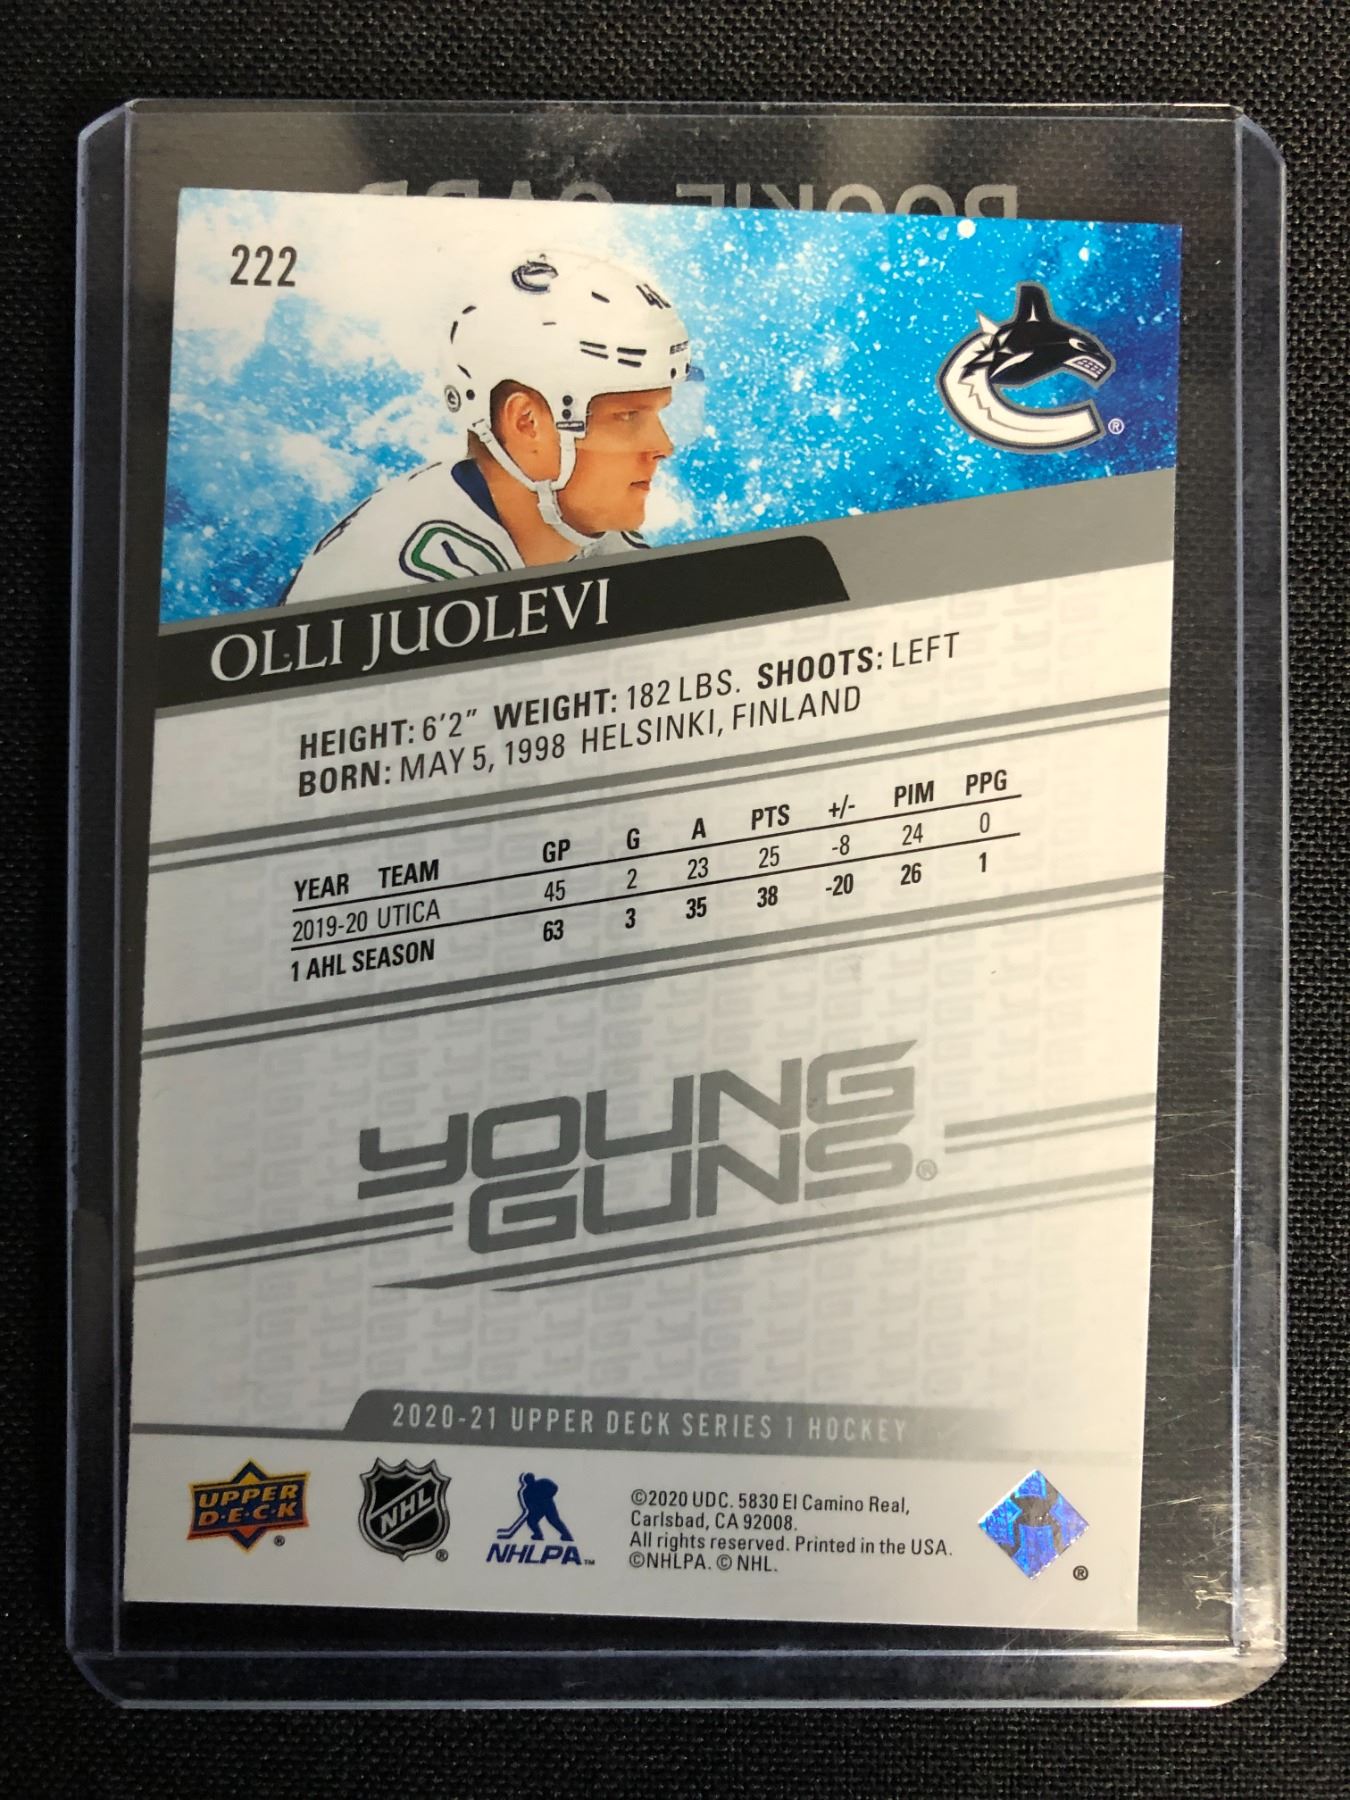 ROOKIE CARD
222
OLLI JUOLEVI
HEIGHT: 6'2" WEIGHT: 182 LBS. SHOOTS: LEFT
BORN: MAY 5, 1998 HELSINKI, FINLAND
YEAR TEAM GP G A PTS +/- PIM PPG
2019-20 UTICA 45 2 23 25 -8 24 0
1 AHL SEASON 63 3 35 38 -20 26 1
YOUNG
GUNS®
2020-21 UPPER DECK SERIES 1 HOCKEY
UPPER
D·E·C·K ®
NHL ®
NHLPA™
©2020 UDC. 5830 El Camino Real,
Carlsbad, CA 92008.
All rights reserved. Printed in the USA.
©NHLPA. © NHL.
®